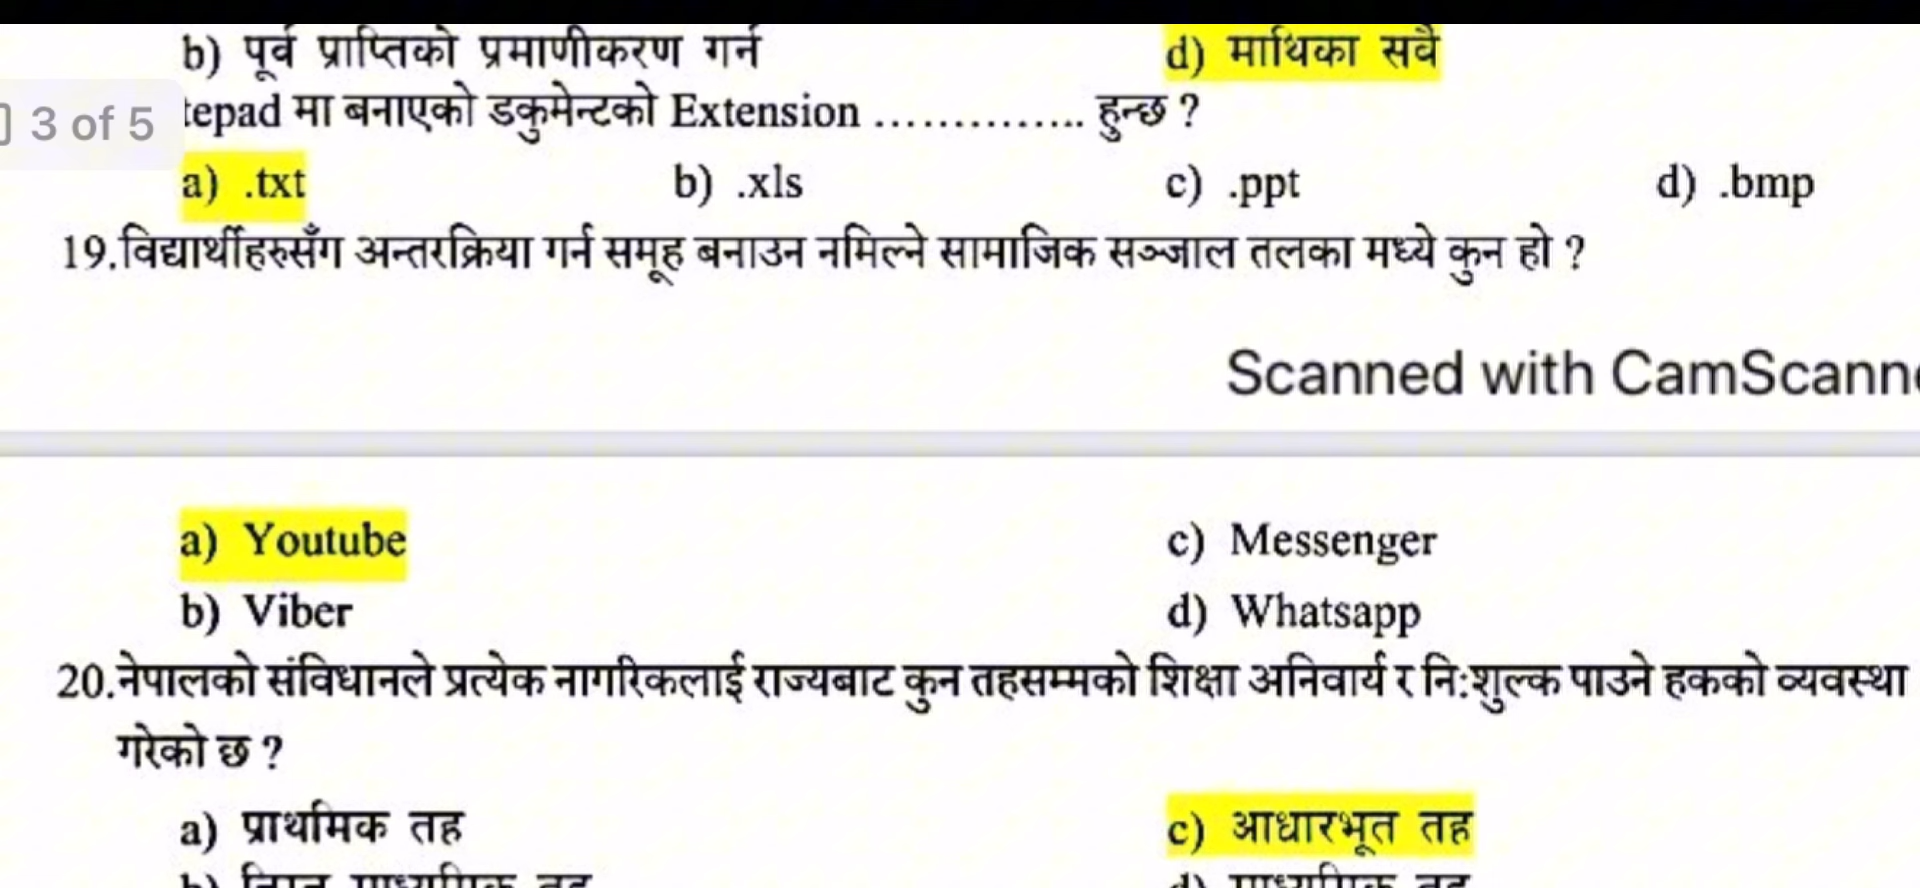 b) पूर्व प्राप्तिको प्रमाणीकरण गर्न d) माथिका सवै
3 of 5 tepad मा बनाएको डकुमेन्टको Extension .............. हुन्छ ?
a) .txt b) .xls c) .ppt d) .bmp
19.विद्यार्थीहरुसँग अन्तरक्रिया गर्न समूह बनाउन नमिल्ने सामाजिक सञ्जाल तलका मध्ये कुन हो ?
Scanned with CamScann
a) Youtube c) Messenger
b) Viber d) Whatsapp
20.नेपालको संविधानले प्रत्येक नागरिकलाई राज्यबाट कुन तहसम्मको शिक्षा अनिवार्य र नि:शुल्क पाउने हकको व्यवस्था
गरेको छ ?
a) प्राथमिक तह c) आधारभूत तह